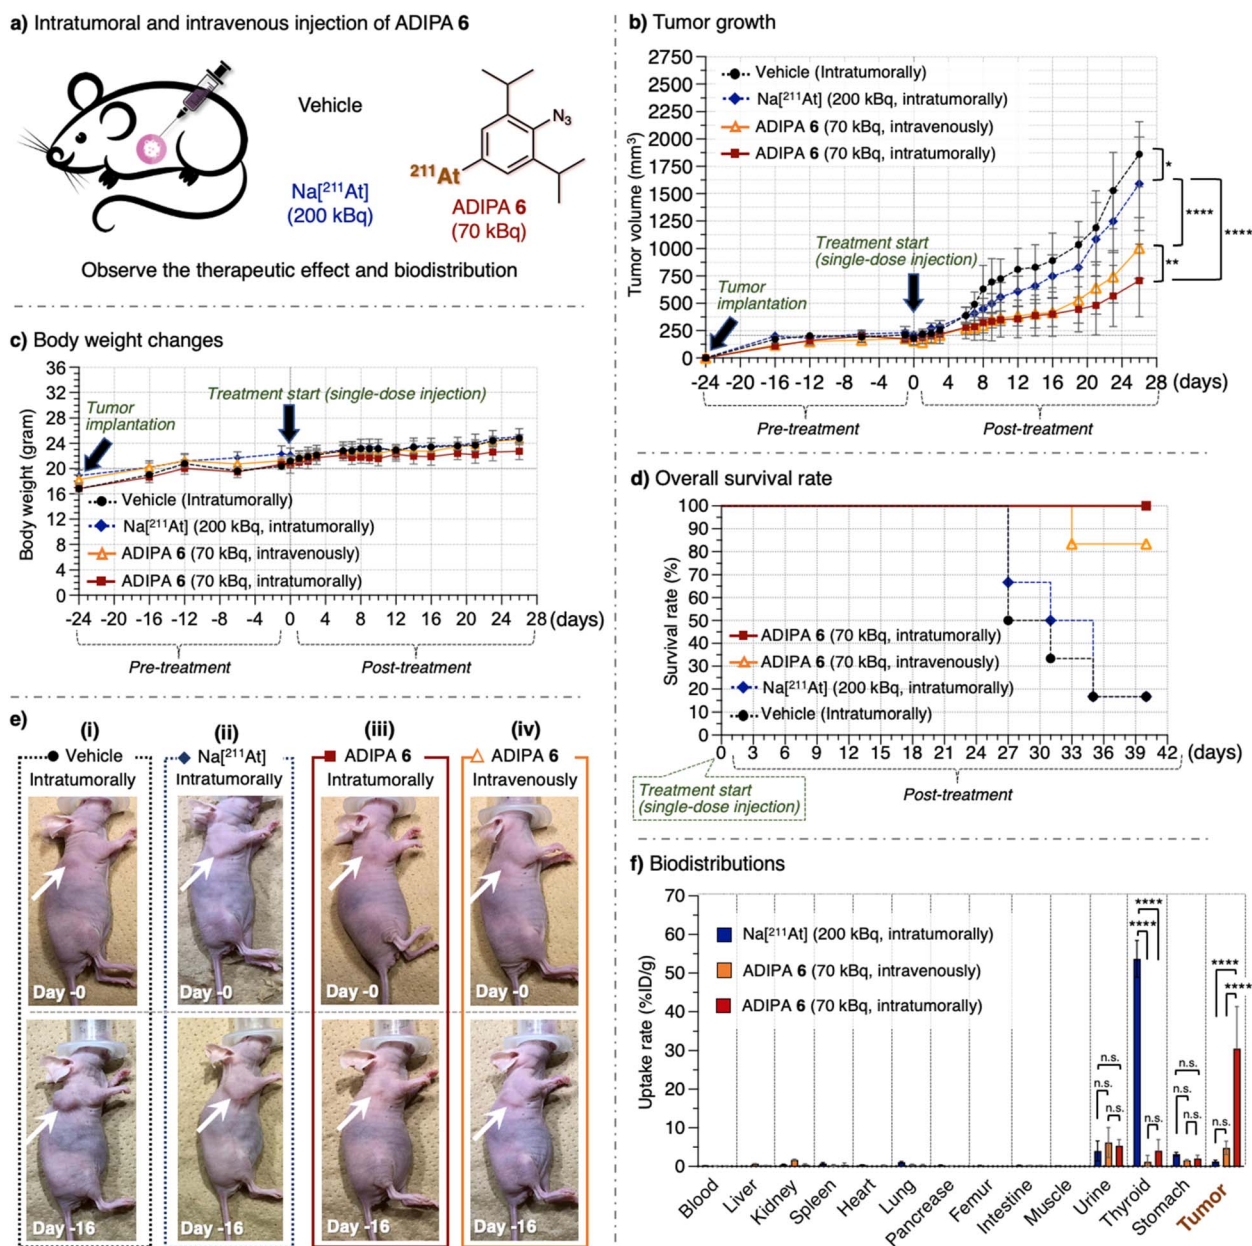 a) Intratumoral and intravenous injection of ADIPA 6
Vehicle
Na[²¹¹At]
(200 kBq)
N₃
²¹¹At
ADIPA 6
(70 kBq)
Observe the therapeutic effect and biodistribution
b) Tumor growth
Tumor volume (mm³)
2750
2500
2250
2000
1750
1500
1250
1000
750
500
250
0
Vehicle (Intratumorally)
Na[²¹¹At] (200 kBq, intratumorally)
ADIPA 6 (70 kBq, intravenously)
ADIPA 6 (70 kBq, intratumorally)
Treatment start
(single-dose injection)
Tumor
implantation
*
****
**
****
-24 -20 -16 -12 -8 -4 0 4 8 12 16 20 24 28 (days)
Pre-treatment
Post-treatment
c) Body weight changes
Body weight (gram)
36
32
28
24
20
16
12
8
4
0
Tumor
implantation
Treatment start (single-dose injection)
Vehicle (Intratumorally)
Na[²¹¹At] (200 kBq, intratumorally)
ADIPA 6 (70 kBq, intravenously)
ADIPA 6 (70 kBq, intratumorally)
-24 -20 -16 -12 -8 -4 0 4 8 12 16 20 24 28 (days)
Pre-treatment
Post-treatment
d) Overall survival rate
Survival rate (%)
100
90
80
70
60
50
40
30
20
10
0
ADIPA 6 (70 kBq, intratumorally)
ADIPA 6 (70 kBq, intravenously)
Na[²¹¹At] (200 kBq, intratumorally)
Vehicle (Intratumorally)
0 3 6 9 12 15 18 21 24 27 30 33 36 39 42 (days)
Treatment start
(single-dose injection)
Post-treatment
e)
(i)
Vehicle
Intratumorally
Day -0
Day -16
(ii)
Na[²¹¹At]
Intratumorally
Day -0
Day -16
(iii)
ADIPA 6
Intratumorally
Day -0
Day -16
(iv)
ADIPA 6
Intravenously
Day -0
Day -16
f) Biodistributions
Uptake rate (%ID/g)
70
60
50
40
30
20
10
0
Na[²¹¹At] (200 kBq, intratumorally)
ADIPA 6 (70 kBq, intravenously)
ADIPA 6 (70 kBq, intratumorally)
n.s.
n.s.
n.s.
****
****
n.s.
n.s.
n.s.
n.s.
****
****
n.s.
Blood
Liver
Kidney
Spleen
Heart
Lung
Pancrease
Femur
Intestine
Muscle
Urine
Thyroid
Stomach
Tumor